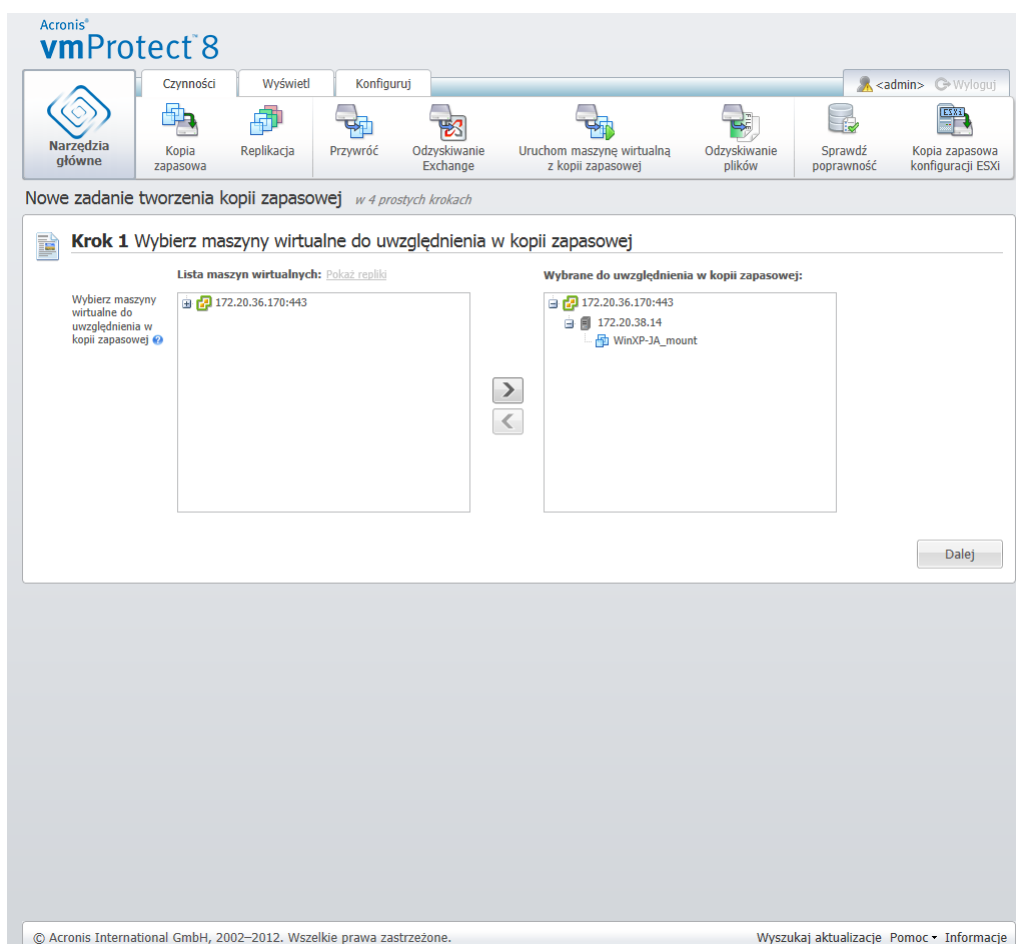 Acronis®
vmProtect™ 8
Czynności Wyświetl Konfiguruj <admin> Wyloguj
Narzędzia
główne
Kopia
zapasowa
Replikacja
Przywróć
Odzyskiwanie
Exchange
Uruchom maszynę wirtualną
z kopii zapasowej
Odzyskiwanie
plików
Sprawdź
poprawność
ESXi
Kopia zapasowa
konfiguracji ESXi
Nowe zadanie tworzenia kopii zapasowej w 4 prostych krokach
Krok 1 Wybierz maszyny wirtualne do uwzględnienia w kopii zapasowej
Lista maszyn wirtualnych: Pokaż repliki
Wybierz maszyny
wirtualne do
uwzględnienia w
kopii zapasowej
172.20.36.170:443
Wybrane do uwzględnienia w kopii zapasowej:
172.20.36.170:443
172.20.38.14
WinXP-JA_mount
Dalej
© Acronis International GmbH, 2002–2012. Wszelkie prawa zastrzeżone.
Wyszukaj aktualizacje Pomoc Informacje